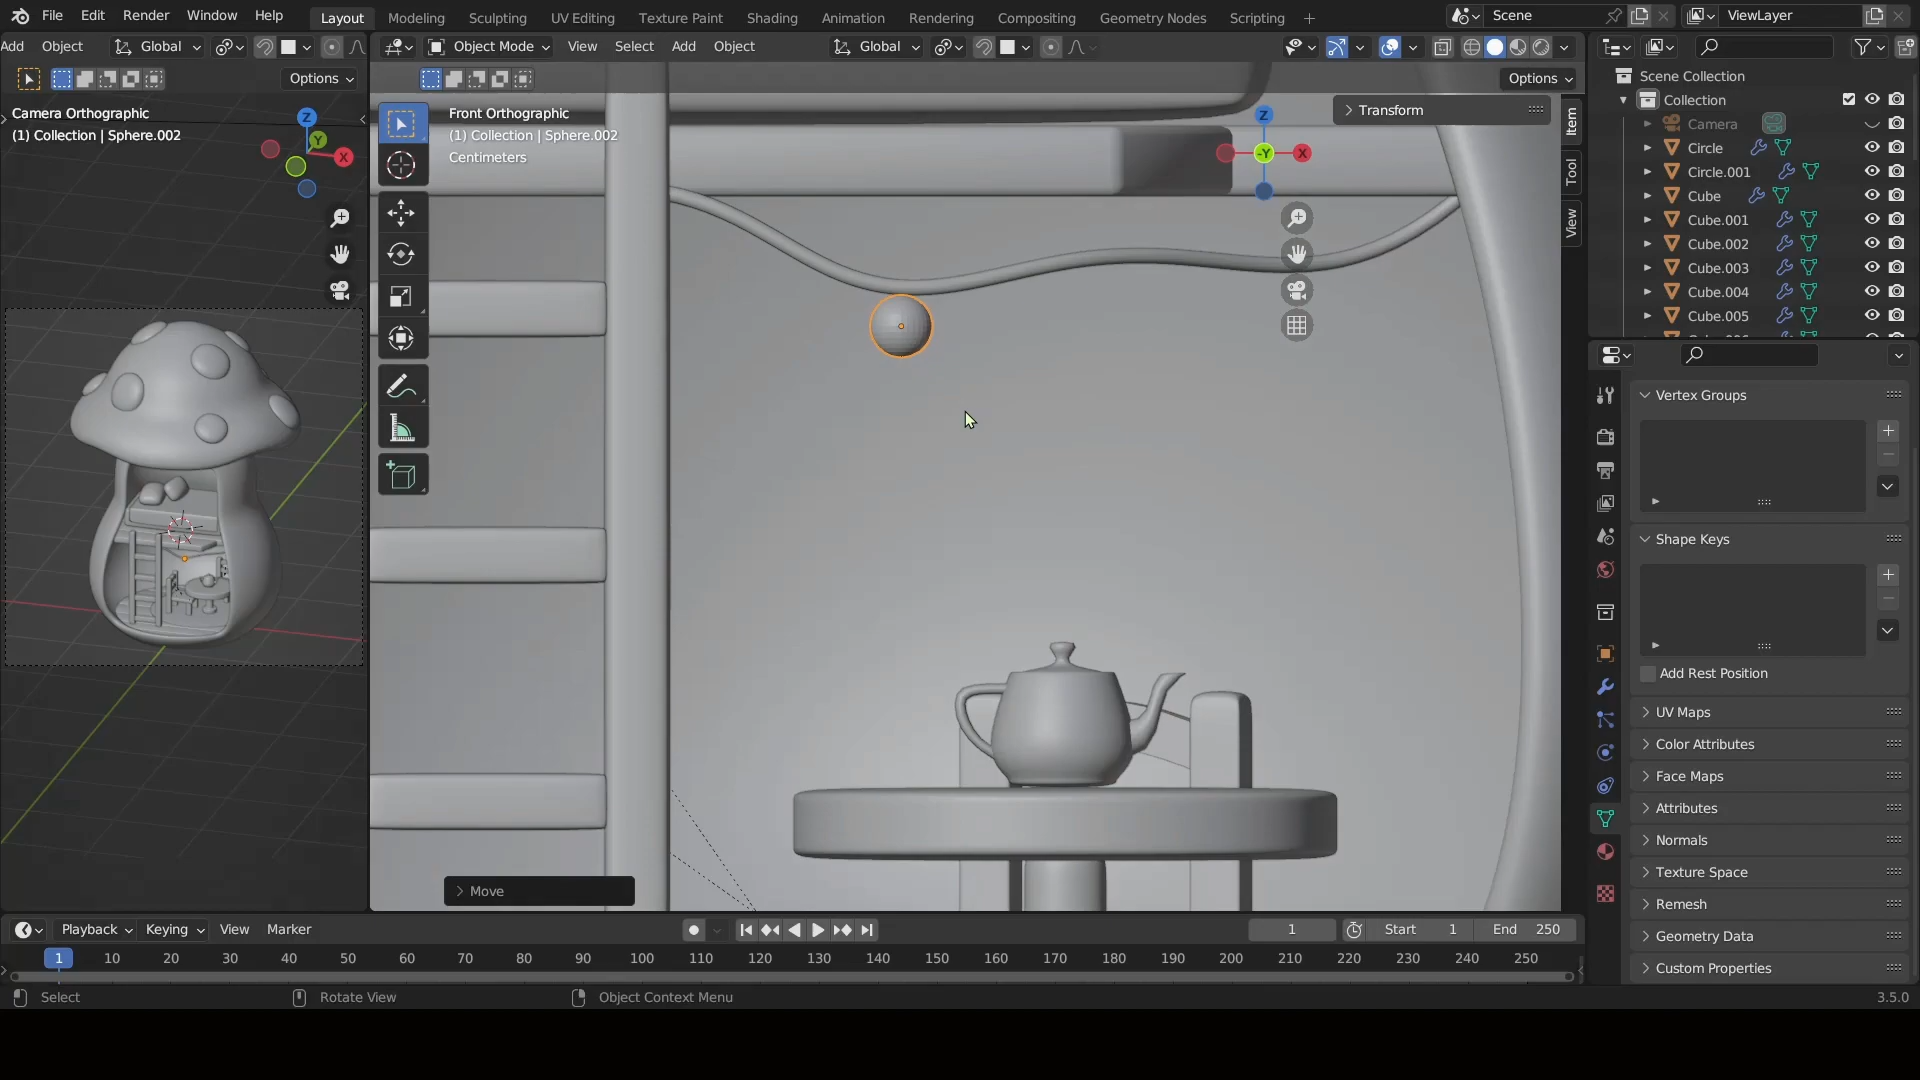 File Edit Render Window Help Layout Modeling Sculpting UV Editing Texture Paint Shading Animation Rendering Compositing Geometry Nodes Scripting + Scene ViewLayer
Add Object Global Object Mode View Select Add Object Global
Options Options
Camera Orthographic
(1) Collection | Sphere.002
Z
Y
X
Front Orthographic
(1) Collection | Sphere.002
Centimeters
Transform
Z
-Y X
Item
Tool
View
Move
Scene Collection
Collection
Camera
Circle
Circle.001
Cube
Cube.001
Cube.002
Cube.003
Cube.004
Cube.005
Vertex Groups
Shape Keys
Add Rest Position
UV Maps
Color Attributes
Face Maps
Attributes
Normals
Texture Space
Remesh
Geometry Data
Custom Properties
Playback Keying View Marker 1 Start 1 End 250
1 10 20 30 40 50 60 70 80 90 100 110 120 130 140 150 160 170 180 190 200 210 220 230 240 250
Select Rotate View Object Context Menu 3.5.0